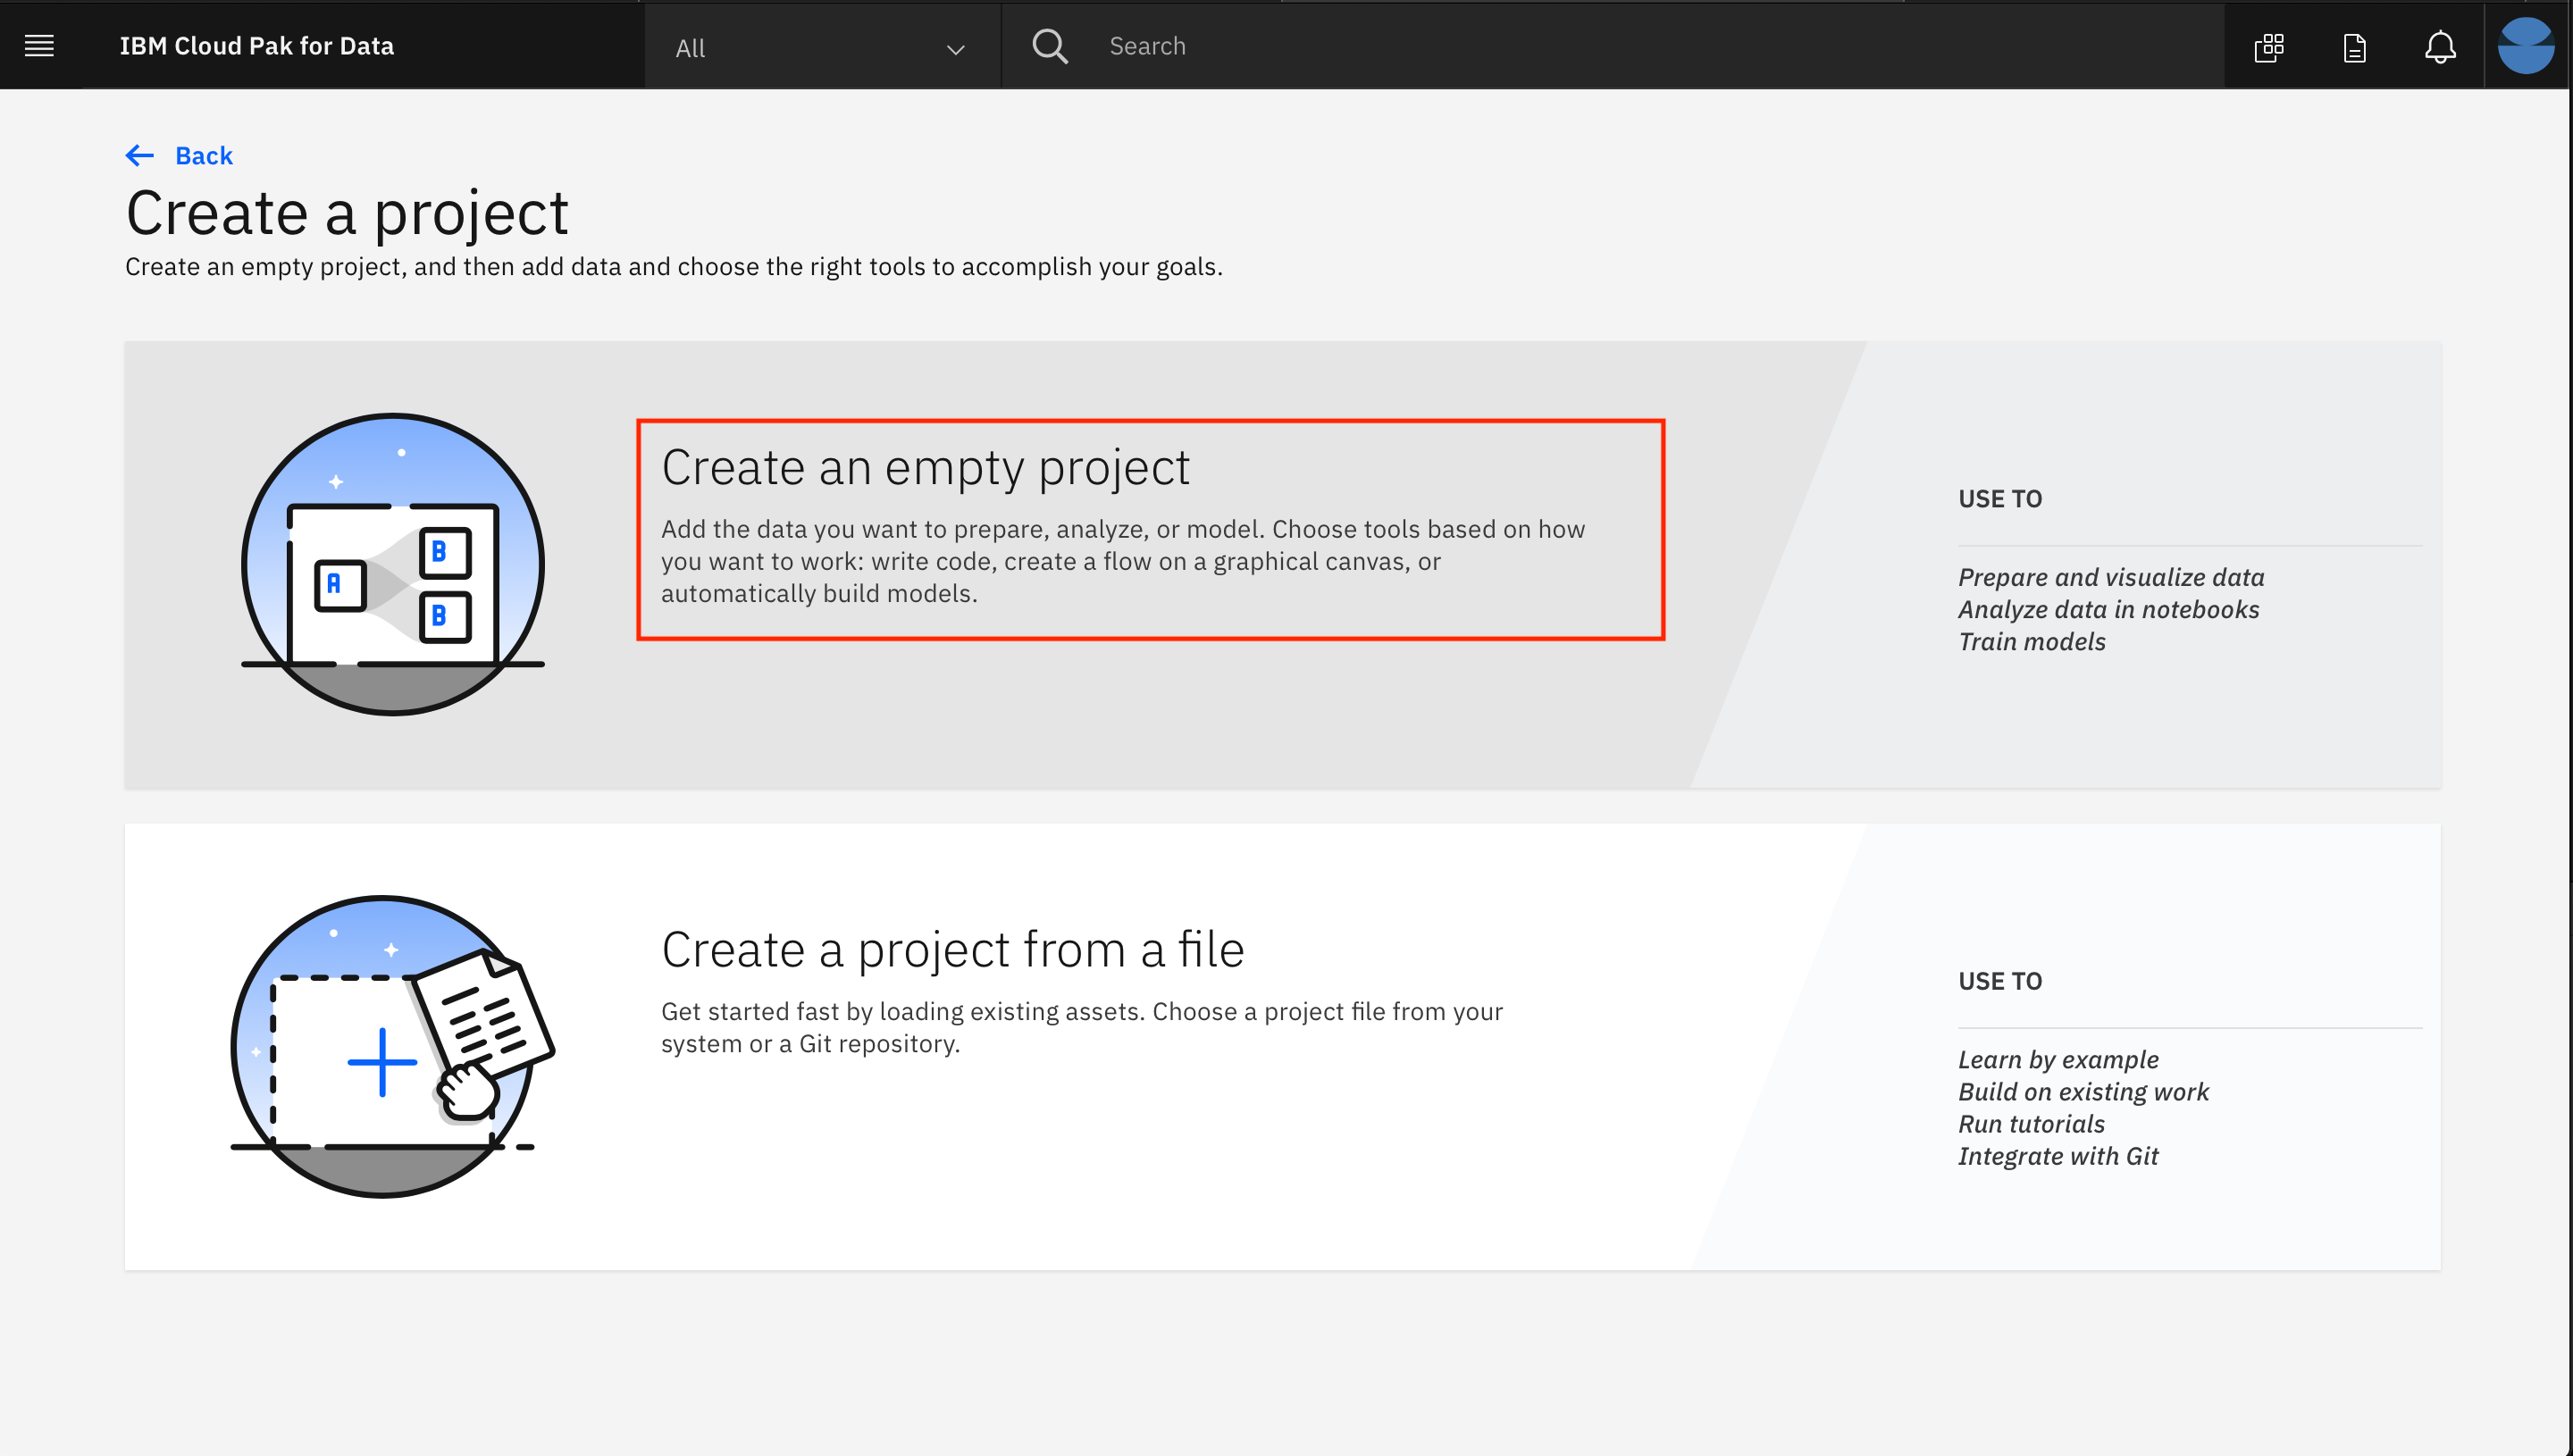 IBM Cloud Pak for Data
All
Search
Back
Create a project
Create an empty project, and then add data and choose the right tools to accomplish your goals.
A
B
B
Create an empty project
Add the data you want to prepare, analyze, or model. Choose tools based on how
you want to work: write code, create a flow on a graphical canvas, or
automatically build models.
USE TO
Prepare and visualize data
Analyze data in notebooks
Train models
Create a project from a file
Get started fast by loading existing assets. Choose a project file from your
system or a Git repository.
USE TO
Learn by example
Build on existing work
Run tutorials
Integrate with Git